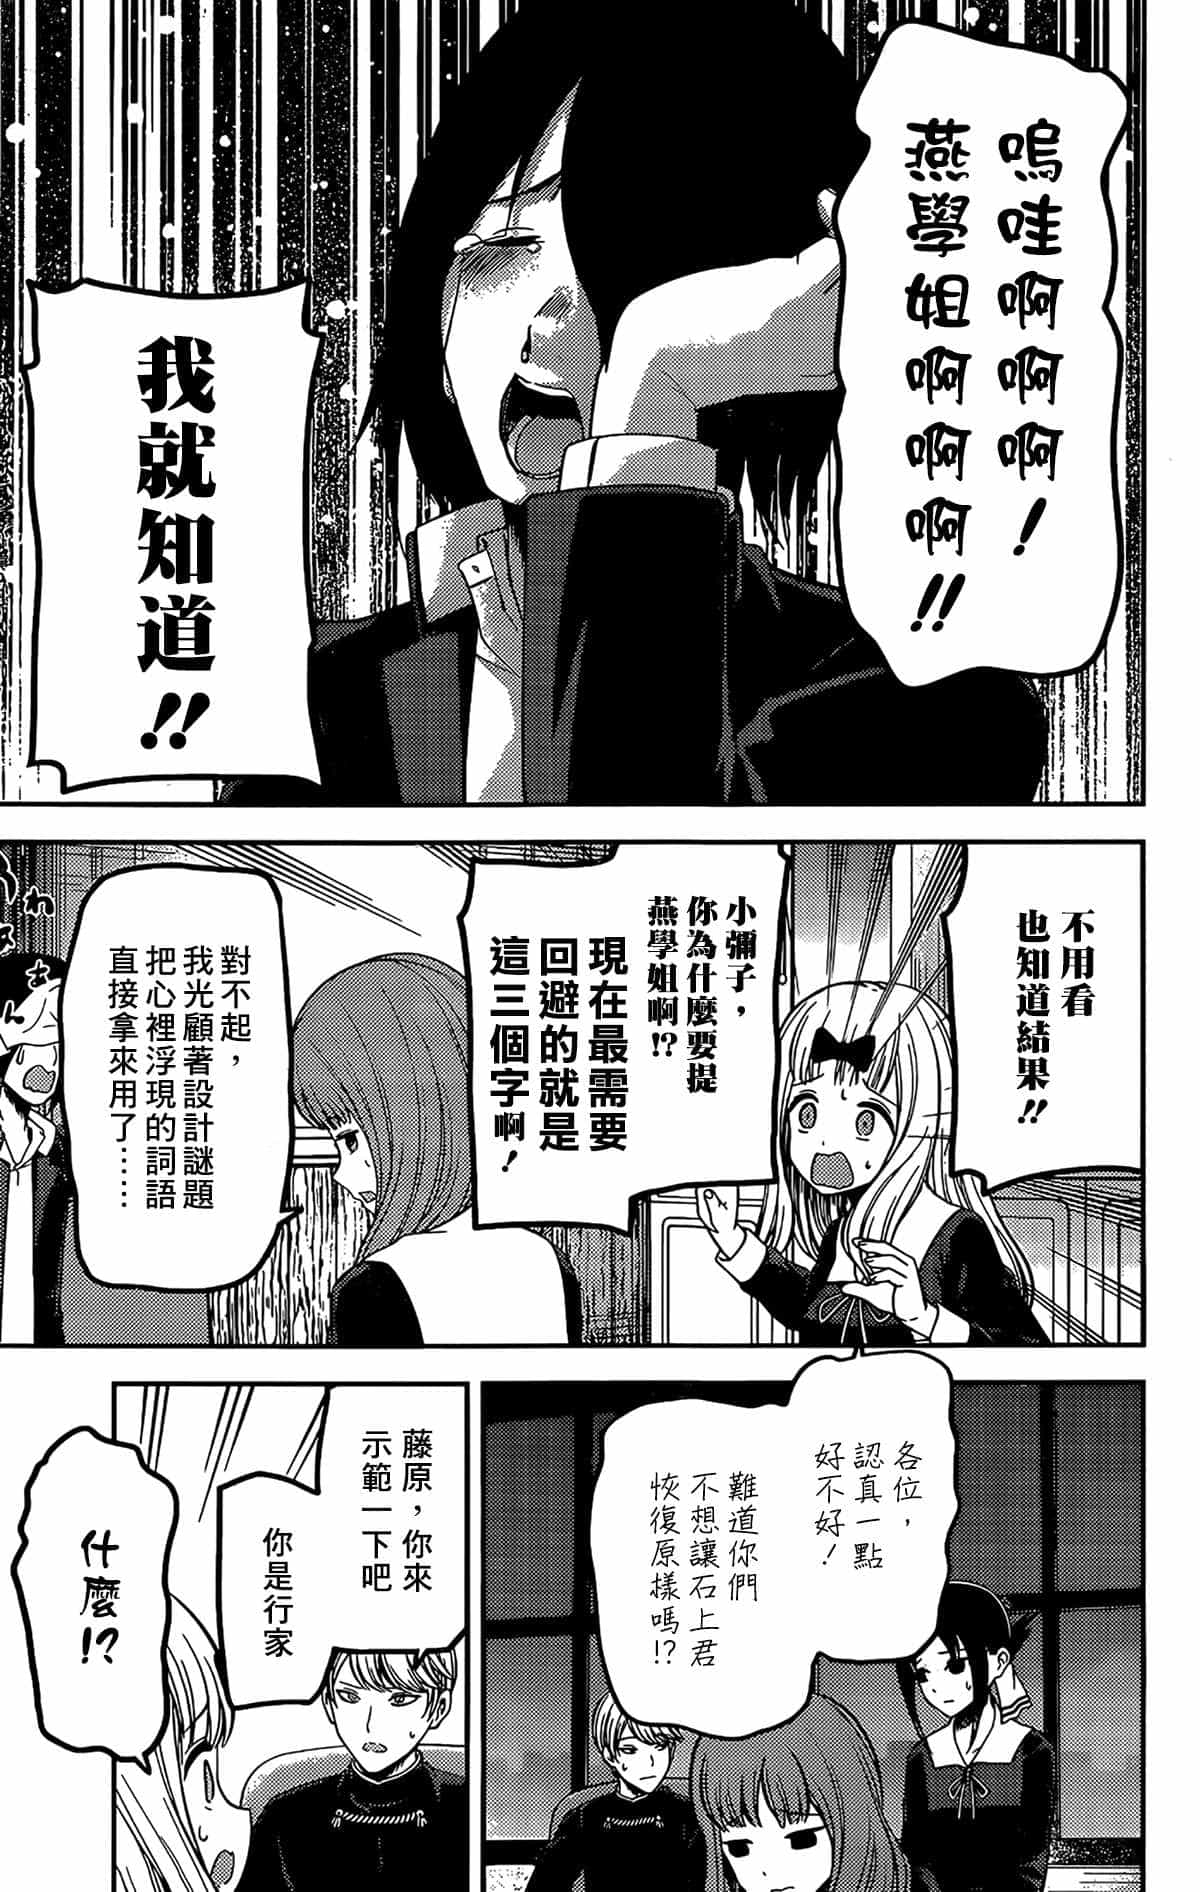 嗚哇啊啊啊！
燕學姐啊啊啊!!
我就知道!!
不用看
也知道結果!!
小彌子，
你為什麼要提
燕學姐啊!?
現在最需要
回避的就是
這三個字啊！
對不起，
我光顧著設計謎題
把心裡浮現的詞語
直接拿來用了……
各位，
認真一點
好不好！
難道你們
不想讓石上君
恢復原樣嗎!?
藤原，你來
示範一下吧
你是行家
什麼!?